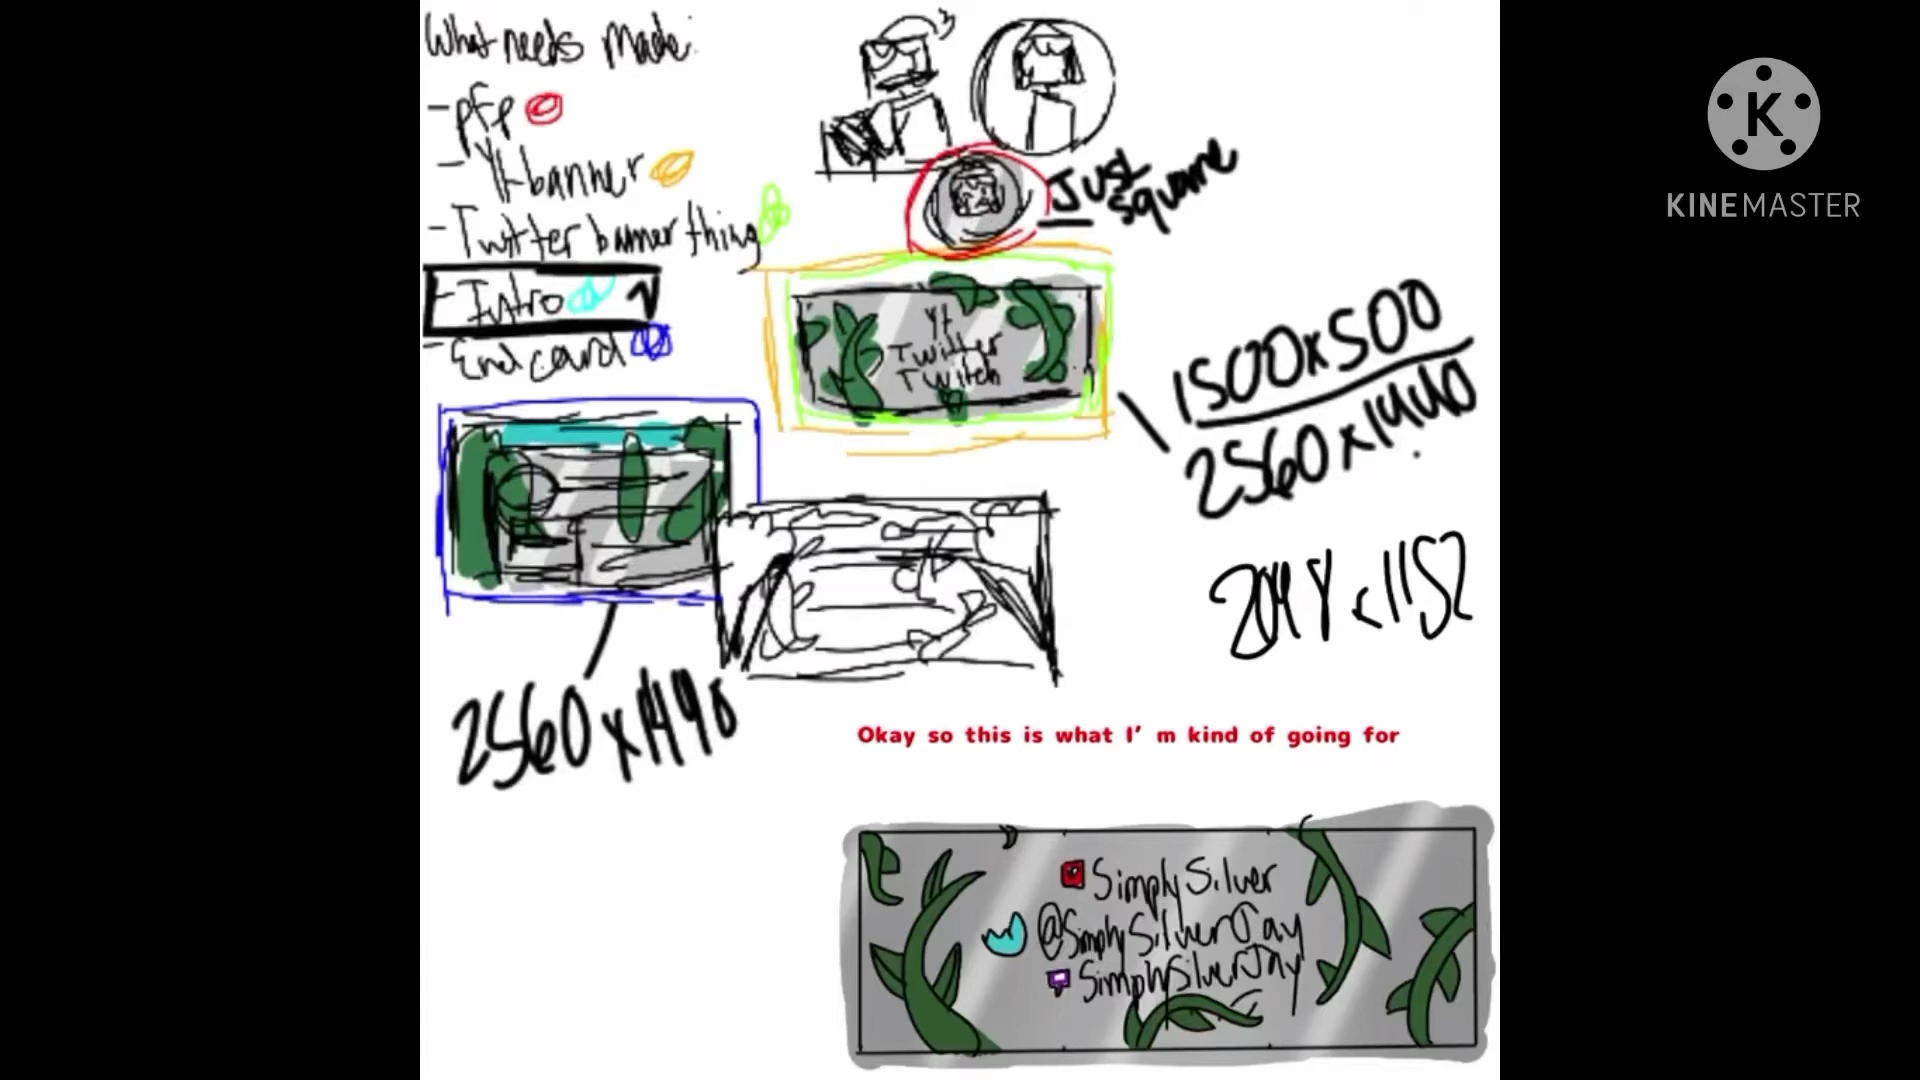 What needs made:
- pfp
- Yt banner
- Twitter banner thing
- Intro
- End card
Just
square
Yt
Twitter
Twitch
1500x500
2560x1440
2048x1152
2560x1440
Okay so this is what I'm kind of going for
SimplySilver
@SimplySilverJay
SimplySilverJay
K
KINEMASTER